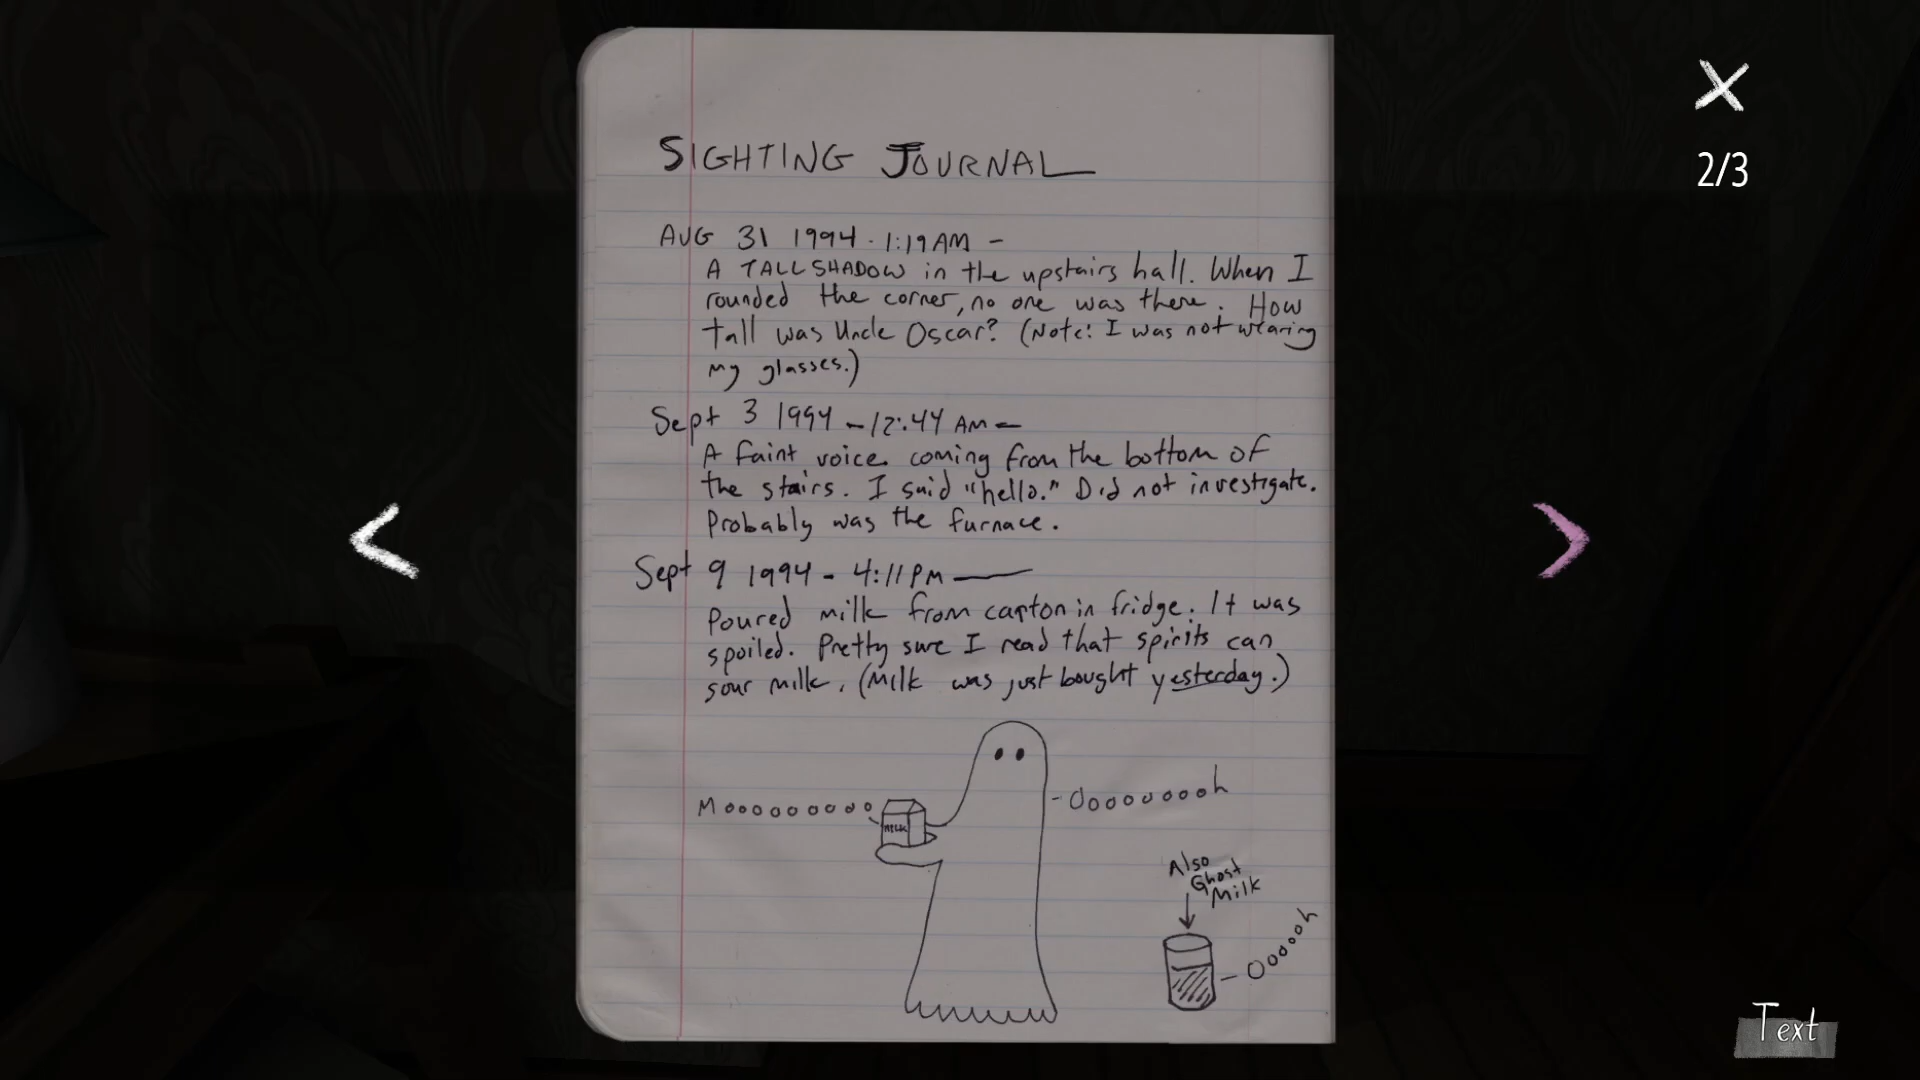 2/3
SIGHTING JOURNAL
AUG 31 1994 - 1:19 AM -
A TALL SHADOW in the upstairs hall. When I
rounded the corner, no one was there. How
tall was Uncle Oscar? (Note: I was not wearing
my glasses.)
Sept 3 1994 - 12:44 AM -
A faint voice coming from the bottom of
the stairs. I said "hello." Did not investigate.
Probably was the furnace.
Sept 9 1994 - 4:11 PM -
Poured milk from carton in fridge. It was
spoiled. Pretty sure I read that spirits can
sour milk. (Milk was just bought yesterday.)
Mooooooooo
MILK
-Ooooooooh
Also
Ghost
Milk
-Ooooooh
Text